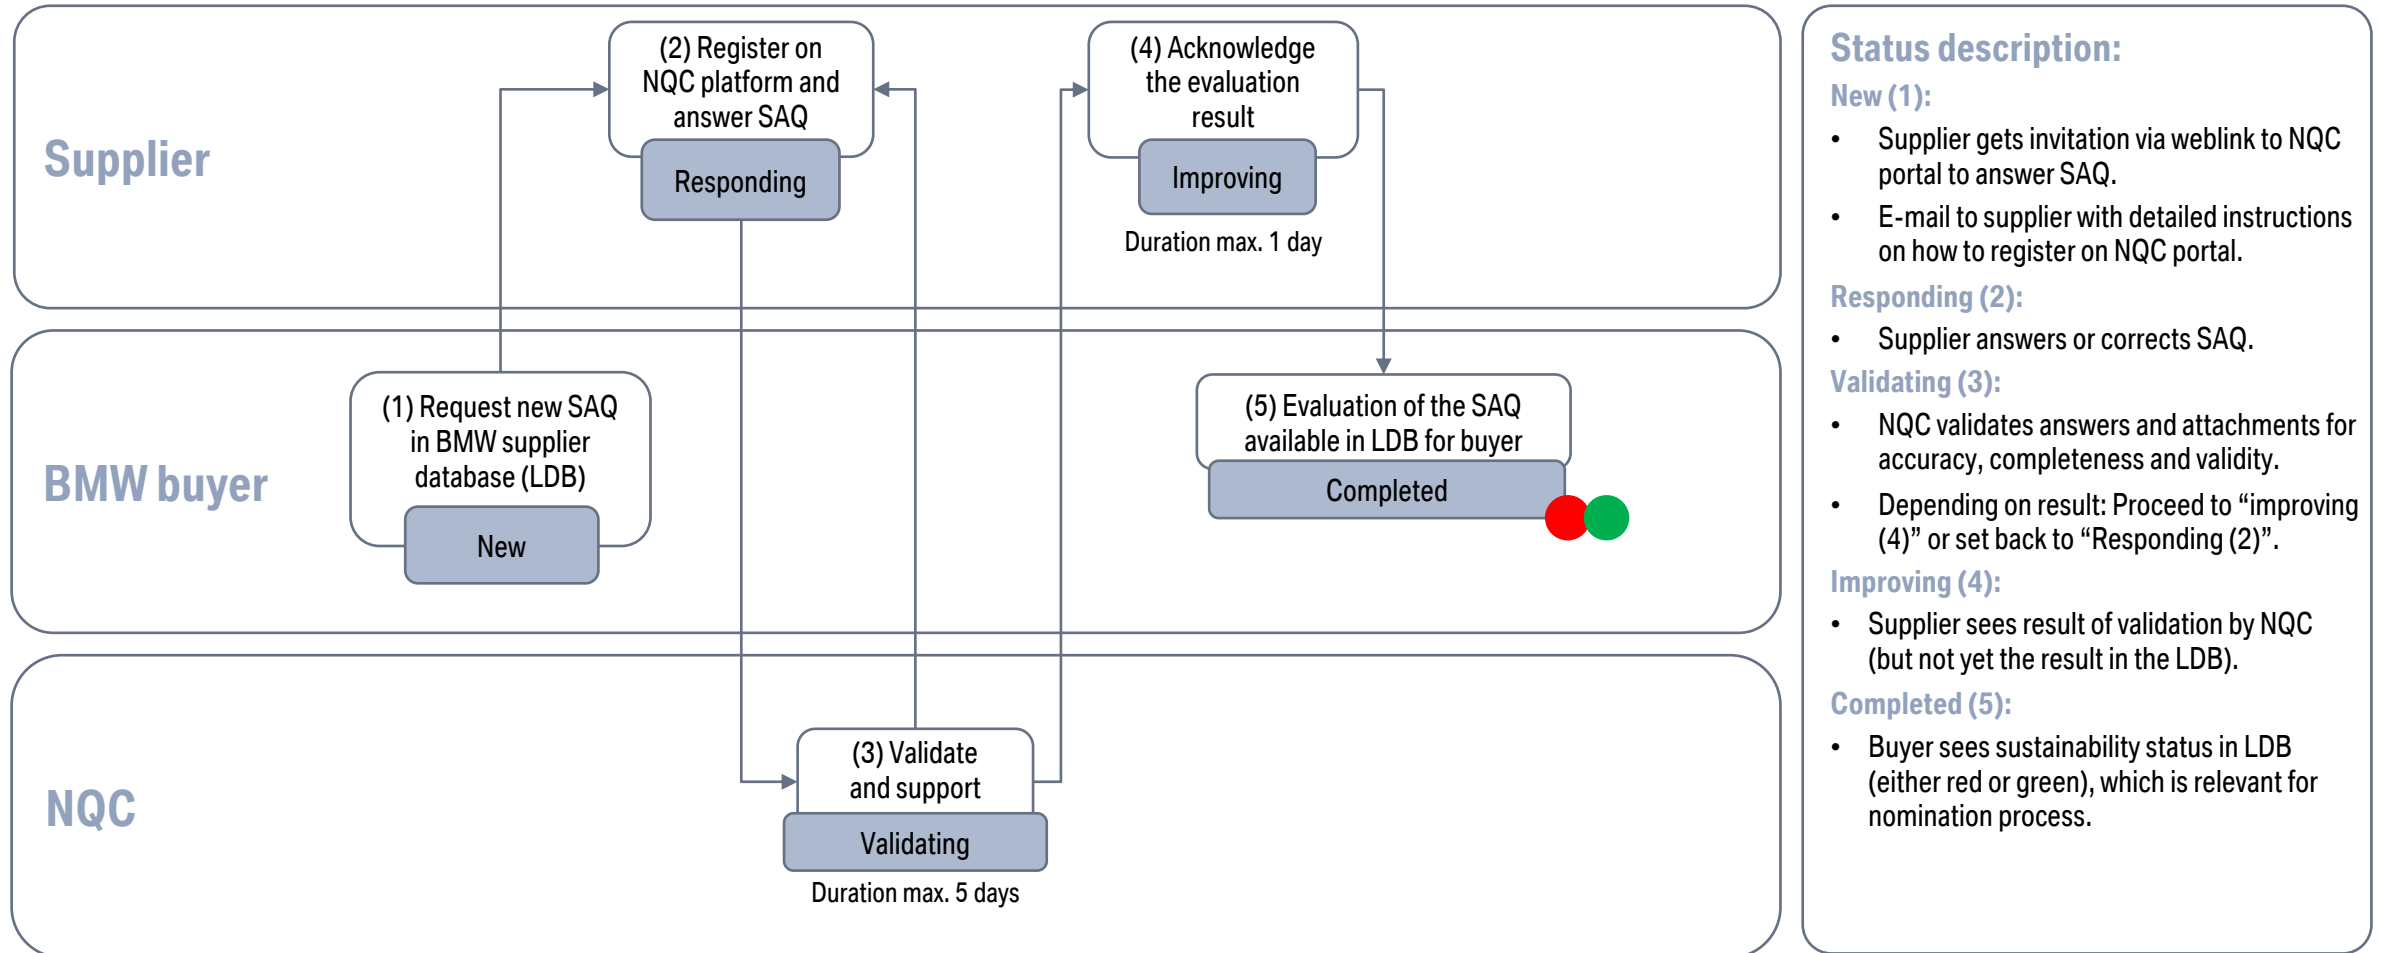 Supplier
(2) Register on
NQC platform and
answer SAQ
Responding
(4) Acknowledge
the evaluation
result
Improving
Duration max. 1 day
BMW buyer
(1) Request new SAQ
in BMW supplier
database (LDB)
New
(5) Evaluation of the SAQ
available in LDB for buyer
Completed
NQC
(3) Validate
and support
Validating
Duration max. 5 days
Status description:
New (1):
• Supplier gets invitation via weblink to NQC
portal to answer SAQ.
• E-mail to supplier with detailed instructions
on how to register on NQC portal.
Responding (2):
• Supplier answers or corrects SAQ.
Validating (3):
• NQC validates answers and attachments for
accuracy, completeness and validity.
• Depending on result: Proceed to “improving
(4)” or set back to “Responding (2)”.
Improving (4):
• Supplier sees result of validation by NQC
(but not yet the result in the LDB).
Completed (5):
• Buyer sees sustainability status in LDB
(either red or green), which is relevant for
nomination process.